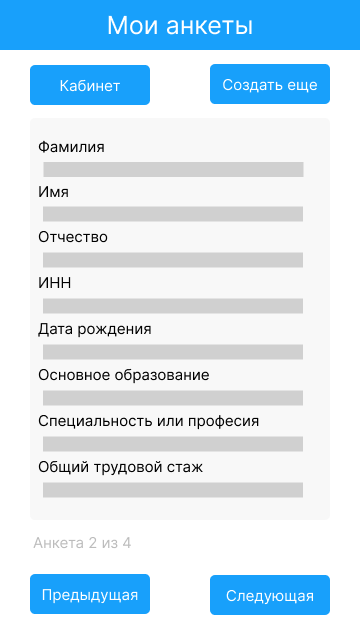 Мои анкеты
Кабинет
Создать еще
Фамилия
Имя
Отчество
ИНН
Дата рождения
Основное образование
Специальность или професия
Общий трудовой стаж
Анкета 2 из 4
Предыдущая
Следующая